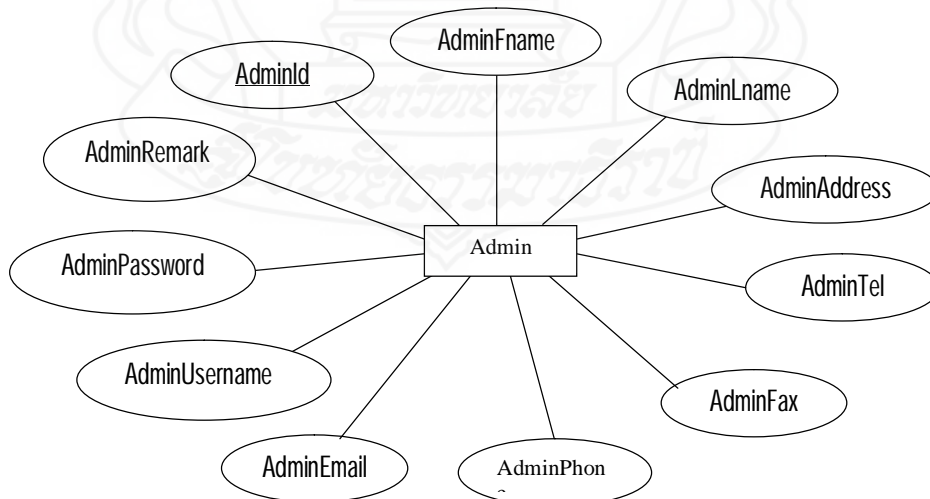 AdminFname
AdminId
AdminLname
AdminRemark
AdminAddress
Admin
AdminPassword
AdminTel
AdminUsername
AdminFax
AdminEmail
AdminPhon